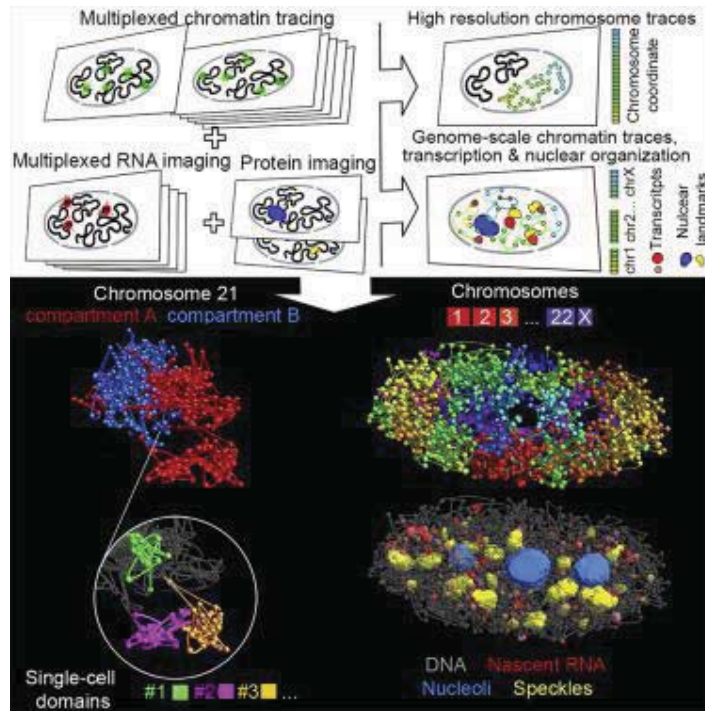 Multiplexed chromatin tracing
High resolution chromosome traces
Chromosome
coordinate
Multiplexed RNA imaging
Protein imaging
Genome-scale chromatin traces,
transcription & nuclear organization
chr1 chr2... chrX
Transcritpts
Nulcear
landmarks
Chromosome 21
compartment A compartment B
Chromosomes
1 2 3 ... 22 X
Single-cell
domains
#1 #2 #3 ...
DNA Nascent RNA
Nucleoli Speckles